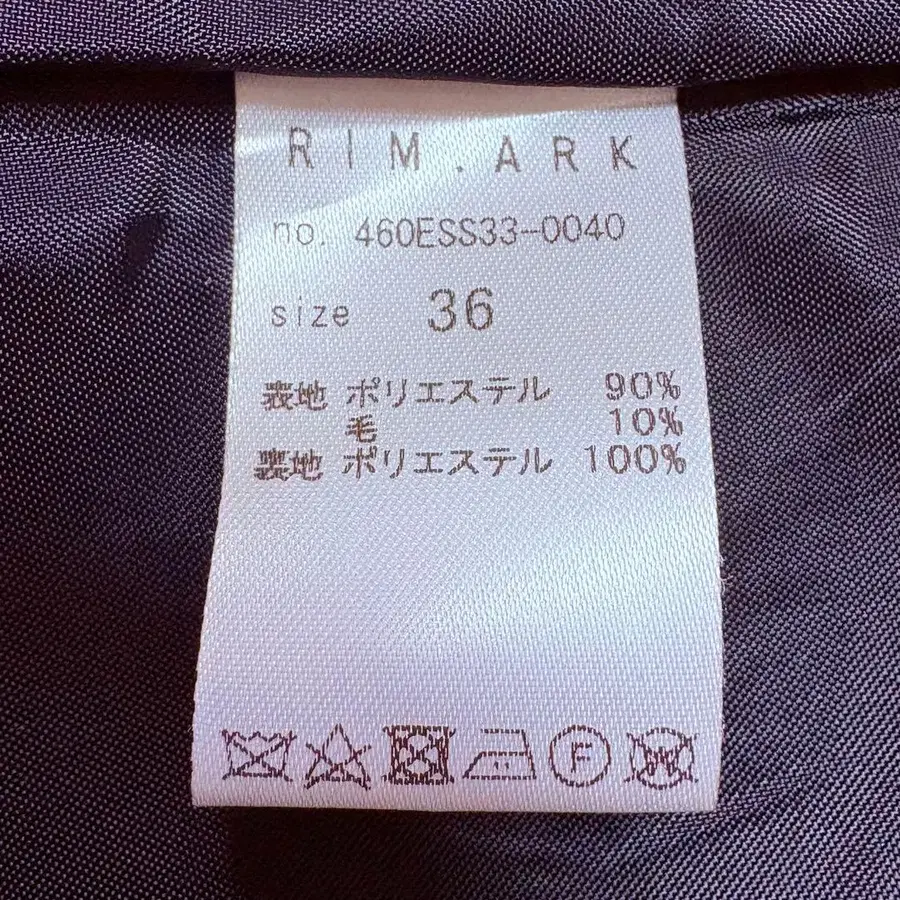 RIM.ARK
no. 460ESS33-0040
size 36
表地 ポリエステル 90%
毛 10%
裏地 ポリエステル 100%
F
W